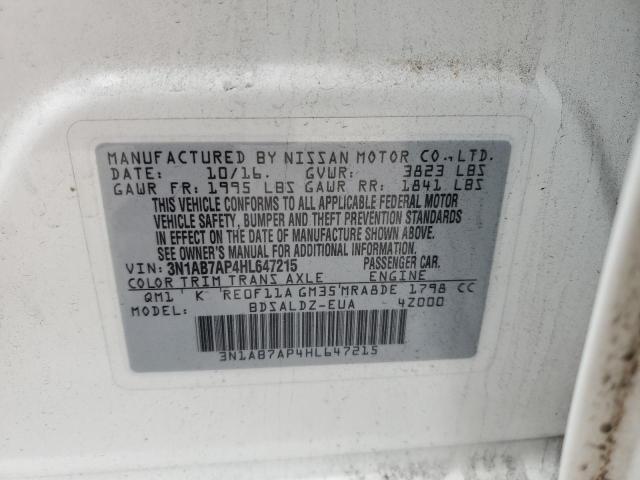 MANUFACTURED BY NISSAN MOTOR CO.,LTD.
DATE: 10/16. GVWR: 3823 LBS
GAWR FR: 1995 LBS GAWR RR: 1841 LBS
THIS VEHICLE CONFORMS TO ALL APPLICABLE FEDERAL MOTOR
VEHICLE SAFETY, BUMPER AND THEFT PREVENTION STANDARDS
IN EFFECT ON THE DATE OF MANUFACTURE SHOWN ABOVE.
SEE OWNER'S MANUAL FOR ADDITIONAL INFORMATION.
VIN: 3N1AB7AP4HL647215 PASSENGER CAR.
COLOR TRIM TRANS AXLE ENGINE
QM1 K RE0F11A GM35 MRA8DE 1798 CC
MODEL: BDSALDZ-EUA 4Z000
3N1AB7AP4HL647215